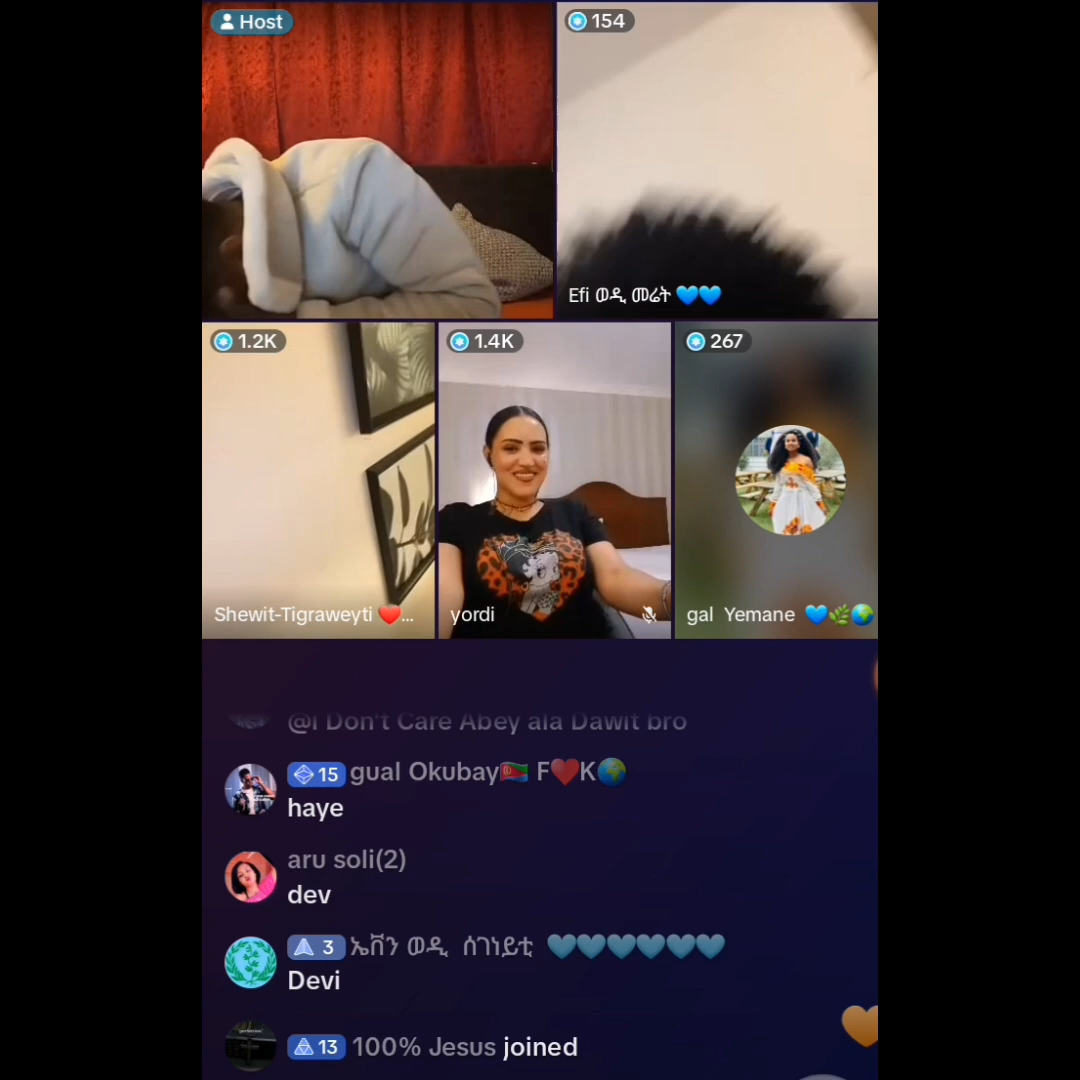 Host
154
Efi ወዲ መሬት 💙💙
1.2K
1.4K
267
Shewit-Tigraweyti ❤️...
yordi
gal Yemane 💙🌿🌍
@I Don't Care Abey ala Dawit bro
15 gual Okubay🇪🇷 F❤️K🌍
haye
aru soli(2)
dev
3 ኤቨን ወዲ ሰገነይቲ 🩵🩵🩵🩵🩵🩵
Devi
13 100% Jesus joined